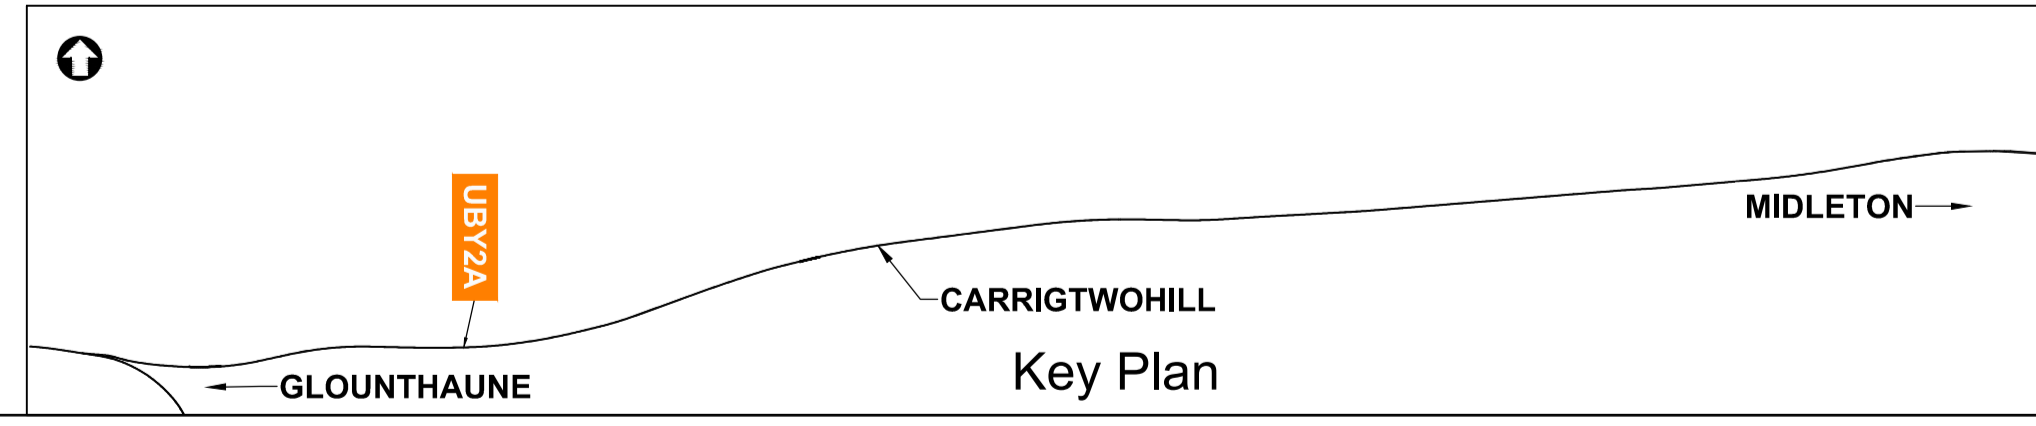 UBY2A
MIDLETON
CARRIGTWOHILL
Key Plan
GLOUNTHAUNE